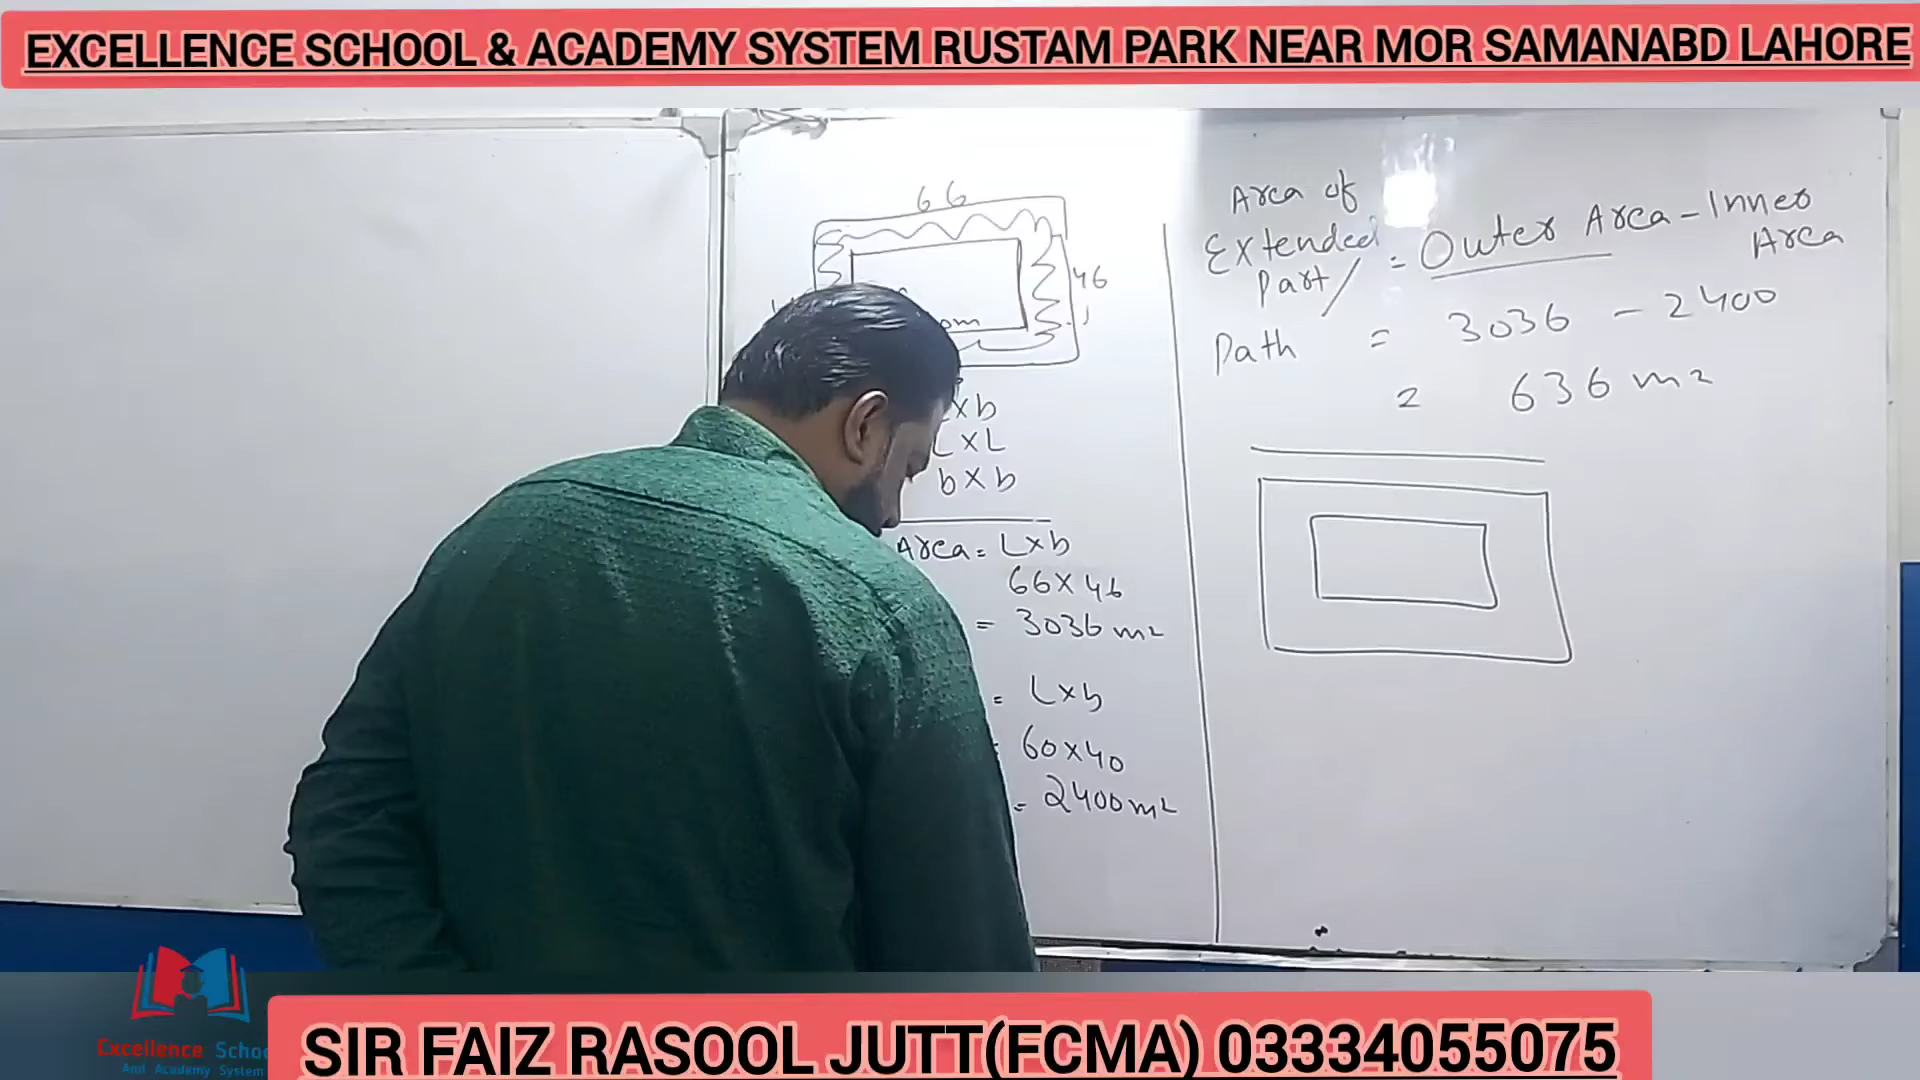 EXCELLENCE SCHOOL & ACADEMY SYSTEM RUSTAM PARK NEAR MOR SAMANABD LAHORE
66
46
om
xb
L×L
b×b
Area = L×b
66×46
= 3036 m2
= L×b
= 60×40
= 2400 m2
Area of
Extended
Part/
= Outer Area - Inner
Area
Path = 3036 - 2400
= 636 m2
Excellence Schoo
And Academy System
SIR FAIZ RASOOL JUTT(FCMA) 03334055075